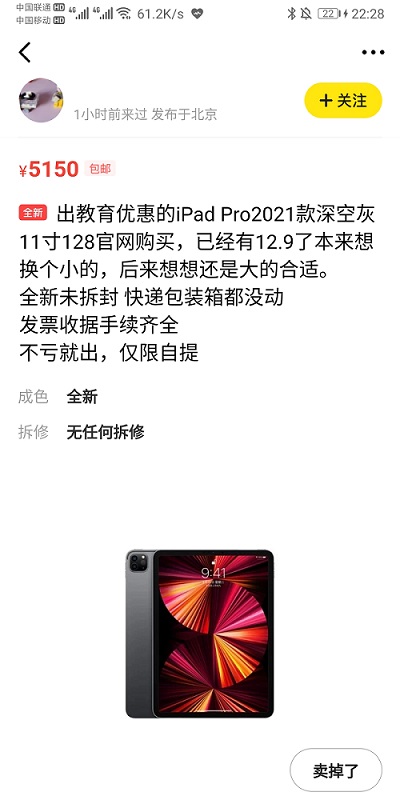 中国联通 HD 4G 4G 61.2K/s 22 22:28
中国移动 HD
+ 关注
1小时前来过 发布于北京
¥5150 包邮
全新 出教育优惠的iPad Pro2021款深空灰
11寸128官网购买，已经有12.9了本来想
换个小的，后来想想还是大的合适。
全新未拆封 快递包装箱都没动
发票收据手续齐全
不亏就出，仅限自提
成色 全新
拆修 无任何拆修
9:41
卖掉了